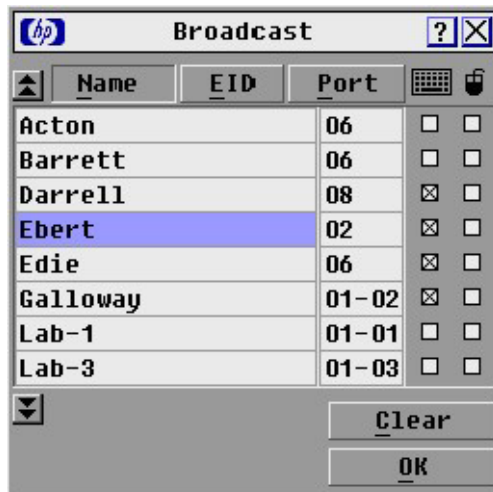 hp Broadcast ? X
Name EID Port
Acton 06
Barrett 06
Darrell 08
Ebert 02
Edie 06
Galloway 01-02
Lab-1 01-01
Lab-3 01-03
Clear
OK